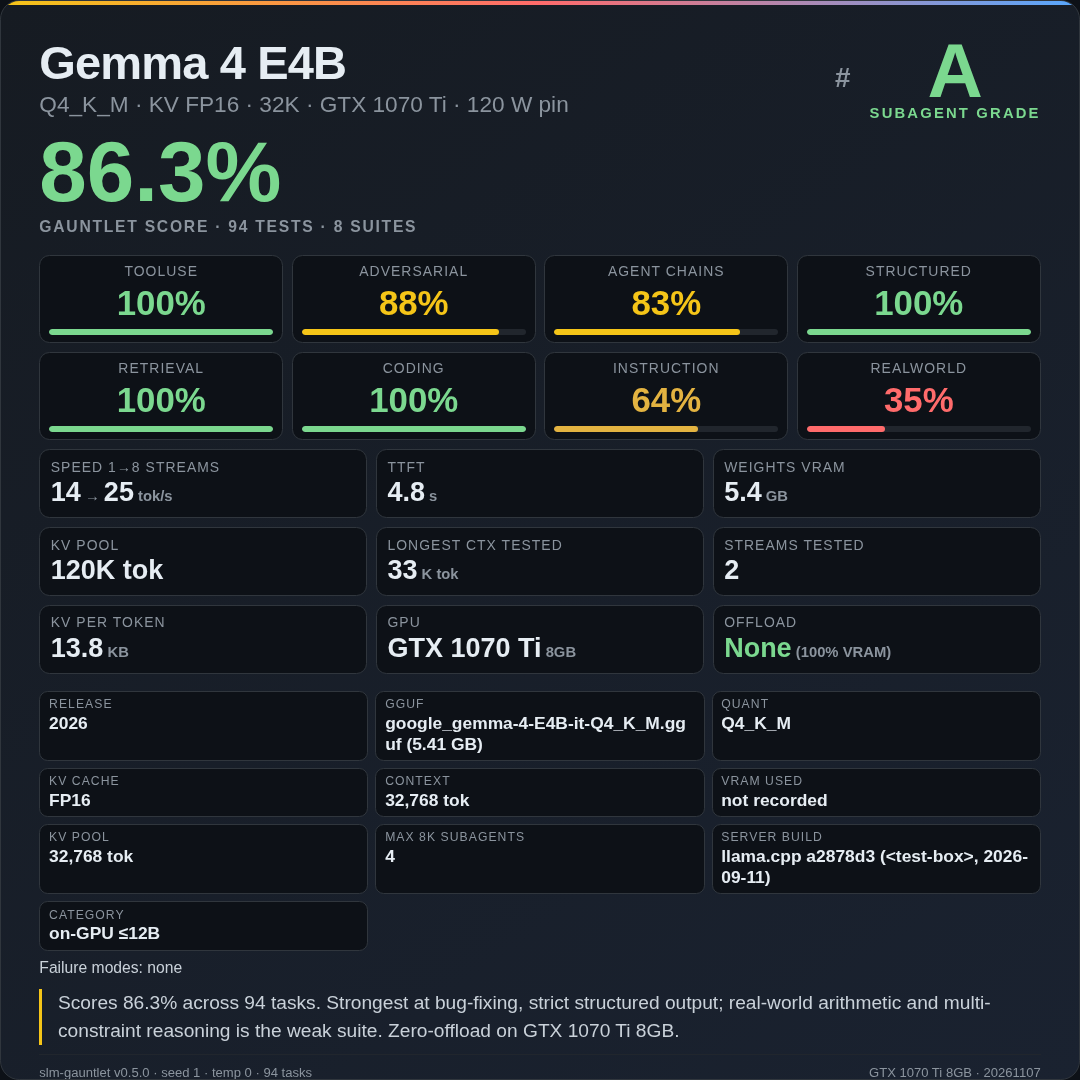 Gemma 4 E4B
Q4_K_M · KV FP16 · 32K · GTX 1070 Ti · 120 W pin
#
A
SUBAGENT GRADE
86.3%
GAUNTLET SCORE · 94 TESTS · 8 SUITES
TOOLUSE
100%
ADVERSARIAL
88%
AGENT CHAINS
83%
STRUCTURED
100%
RETRIEVAL
100%
CODING
100%
INSTRUCTION
64%
REALWORLD
35%
SPEED 1→8 STREAMS
14 → 25 tok/s
TTFT
4.8 s
WEIGHTS VRAM
5.4 GB
KV POOL
120K tok
LONGEST CTX TESTED
33 K tok
STREAMS TESTED
2
KV PER TOKEN
13.8 KB
GPU
GTX 1070 Ti 8GB
OFFLOAD
None (100% VRAM)
RELEASE
2026
GGUF
google_gemma-4-E4B-it-Q4_K_M.gg
uf (5.41 GB)
QUANT
Q4_K_M
KV CACHE
FP16
CONTEXT
32,768 tok
VRAM USED
not recorded
KV POOL
32,768 tok
MAX 8K SUBAGENTS
4
SERVER BUILD
llama.cpp a2878d3 (<test-box>, 2026-
09-11)
CATEGORY
on-GPU ≤12B
Failure modes: none
Scores 86.3% across 94 tasks. Strongest at bug-fixing, strict structured output; real-world arithmetic and multi-
constraint reasoning is the weak suite. Zero-offload on GTX 1070 Ti 8GB.
slm-gauntlet v0.5.0 · seed 1 · temp 0 · 94 tasks
GTX 1070 Ti 8GB · 20261107